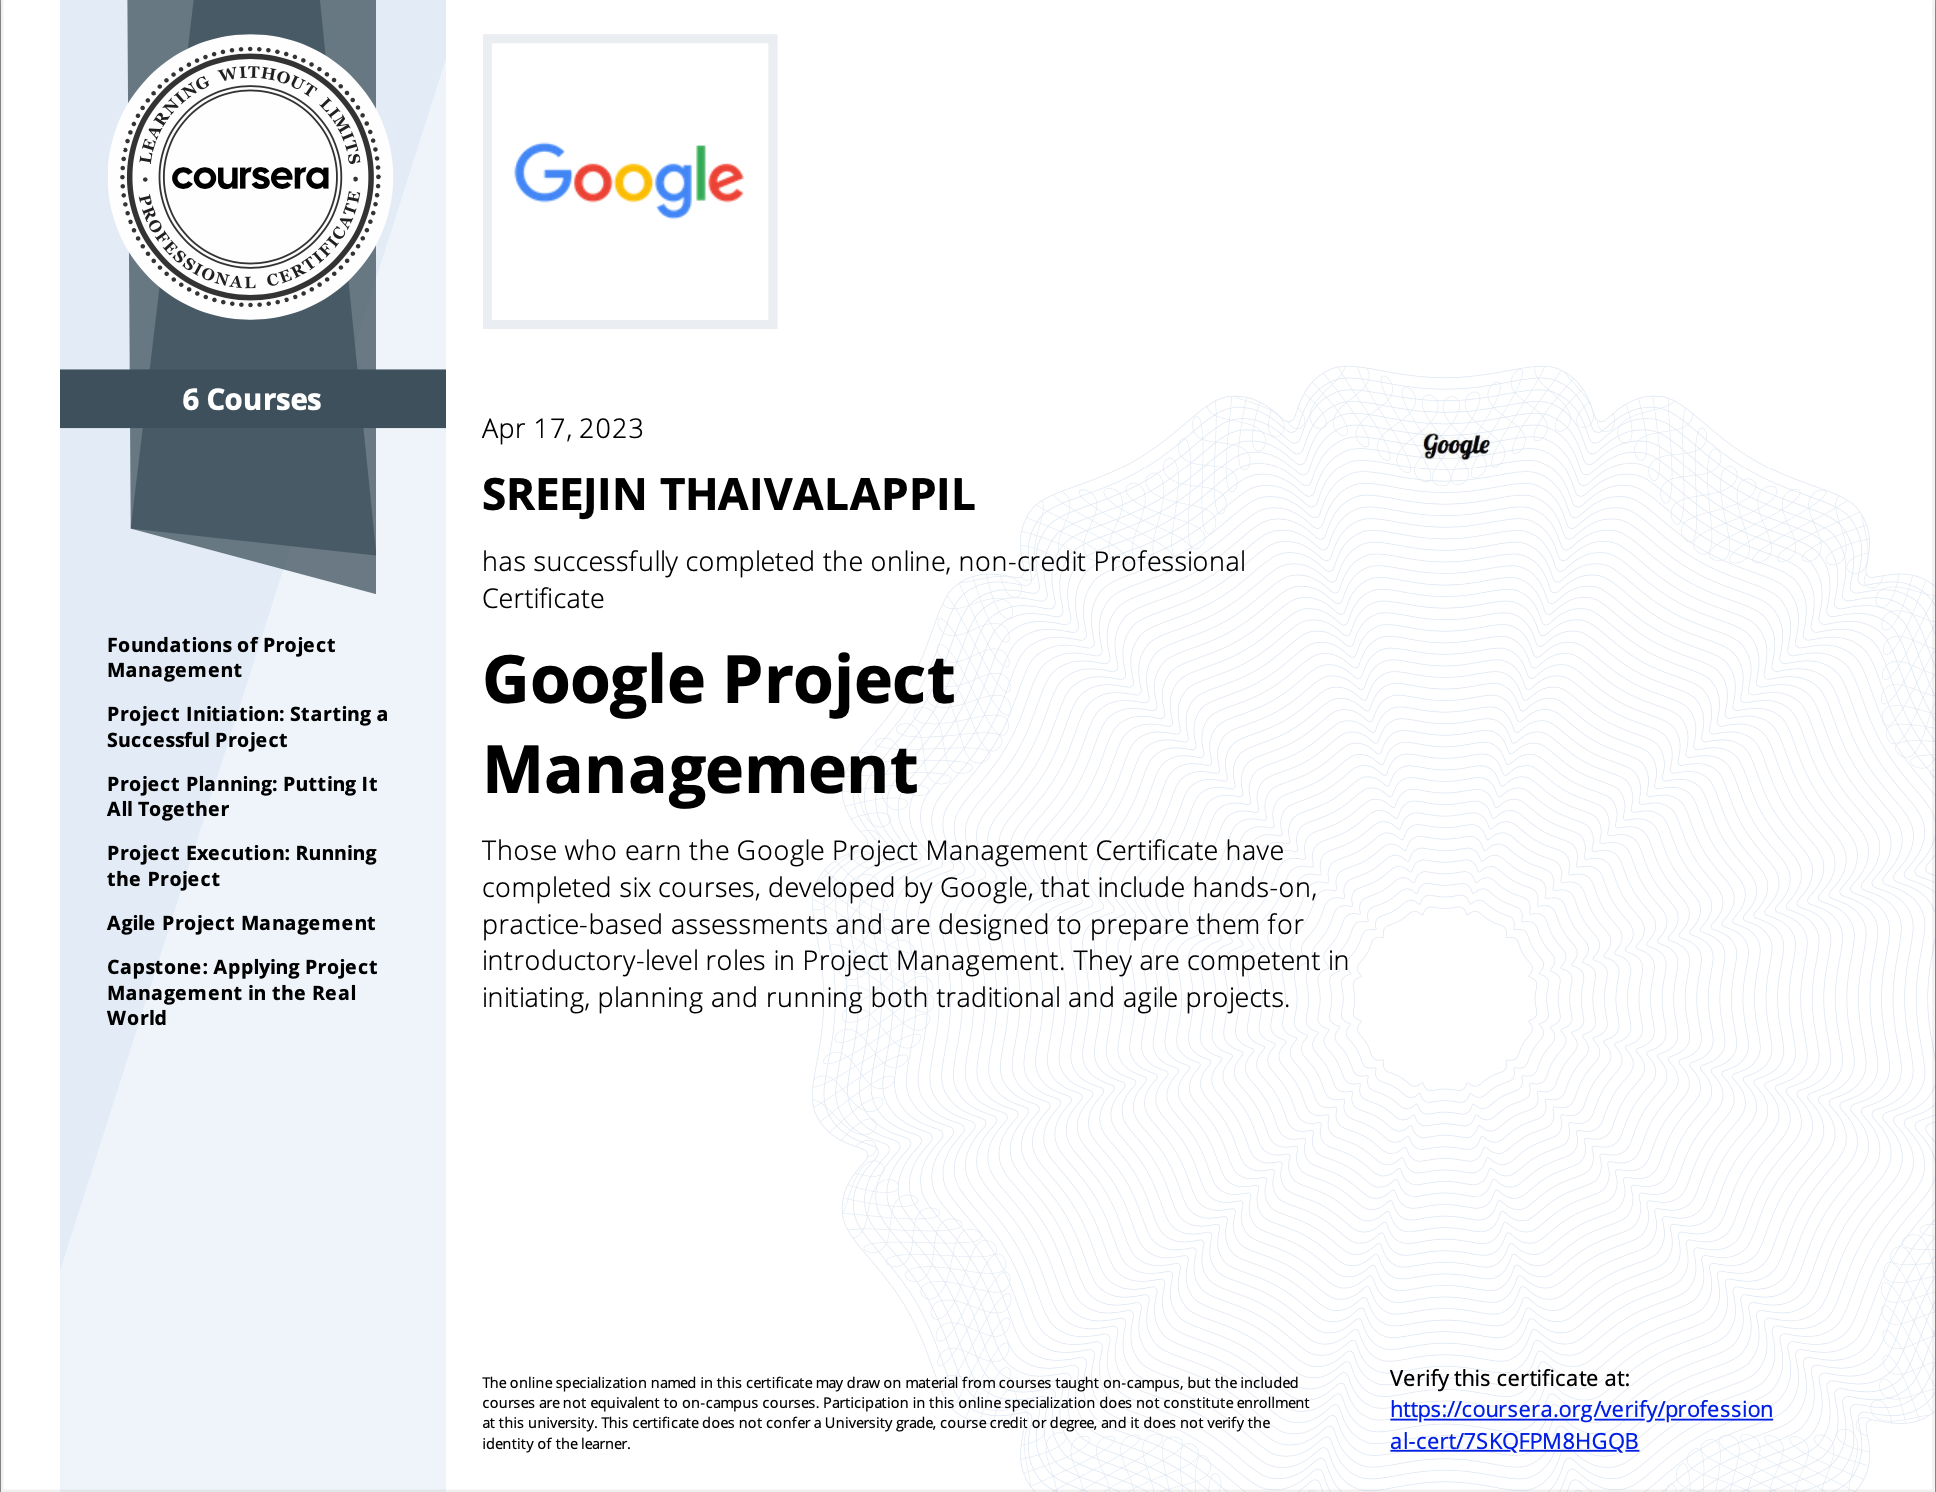 LEARNING WITHOUT LIMITS
coursera
PROFESSIONAL CERTIFICATE
6 Courses
Foundations of Project
Management
Project Initiation: Starting a
Successful Project
Project Planning: Putting It
All Together
Project Execution: Running
the Project
Agile Project Management
Capstone: Applying Project
Management in the Real
World
Google
Apr 17, 2023
Google
SREEJIN THAIVALAPPIL
has successfully completed the online, non-credit Professional
Certificate
Google Project
Management
Those who earn the Google Project Management Certificate have
completed six courses, developed by Google, that include hands-on,
practice-based assessments and are designed to prepare them for
introductory-level roles in Project Management. They are competent in
initiating, planning and running both traditional and agile projects.
The online specialization named in this certificate may draw on material from courses taught on-campus, but the included
courses are not equivalent to on-campus courses. Participation in this online specialization does not constitute enrollment
at this university. This certificate does not confer a University grade, course credit or degree, and it does not verify the
identity of the learner.
Verify this certificate at:
https://coursera.org/verify/profession
al-cert/7SKQFPM8HGQB